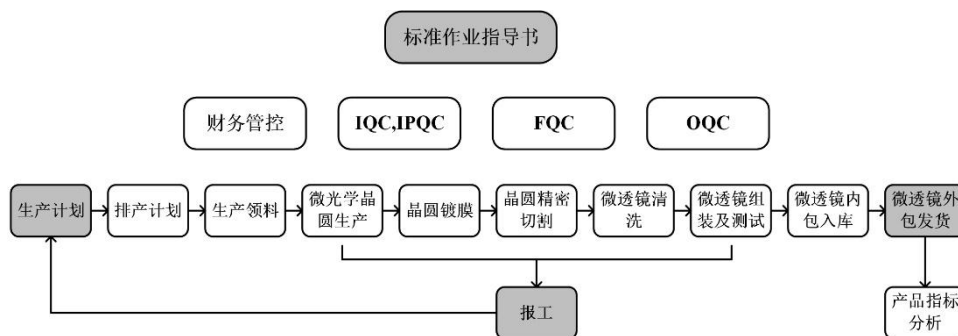 标准作业指导书
财务管控
IQC,IPQC
FQC
OQC
生产计划
排产计划
生产领料
微光学晶
圆生产
晶圆镀膜
晶圆精密
切割
微透镜清
洗
微透镜组
装及测试
微透镜内
包入库
微透镜外
包发货
报工
产品指标
分析